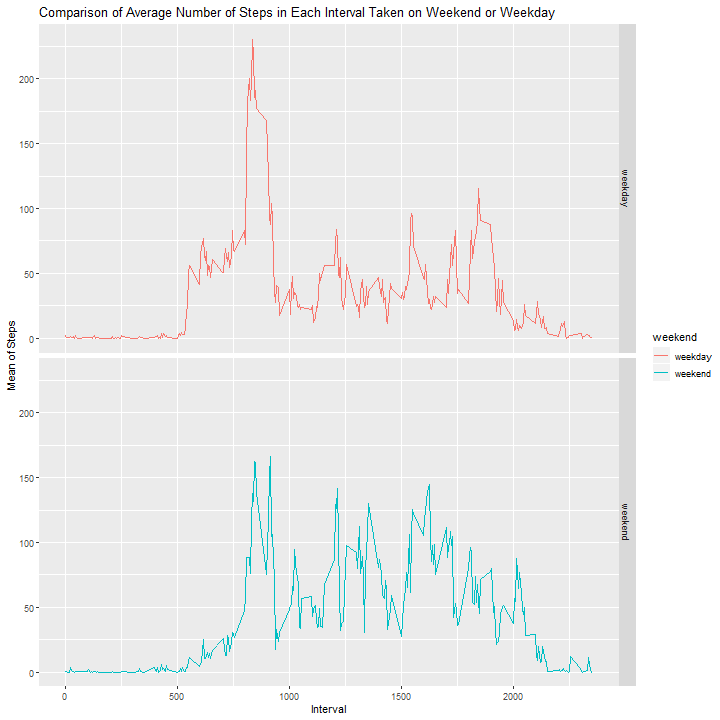 Comparison of Average Number of Steps in Each Interval Taken on Weekend or Weekday
200
150
100
50
0
weekday
200
150
100
50
0
weekend
Mean of Steps
0
500
1000
1500
2000
Interval
weekend
weekday
weekend